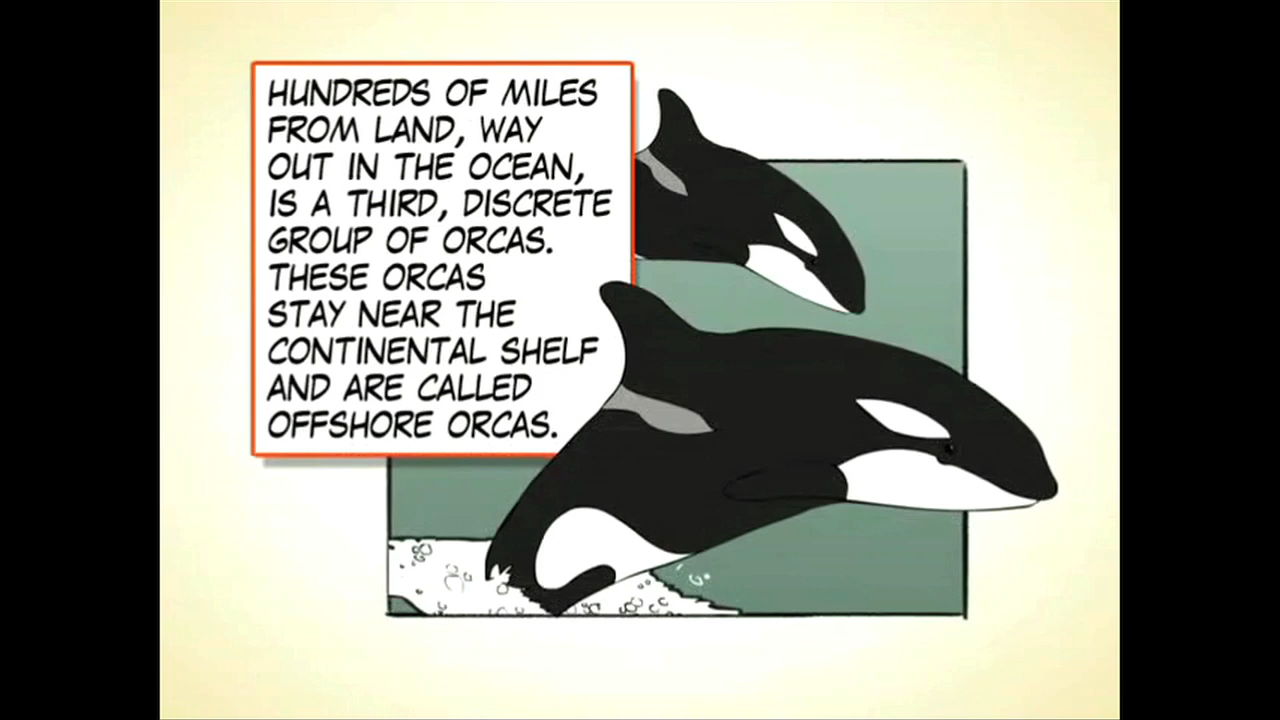 HUNDREDS OF MILES
FROM LAND, WAY
OUT IN THE OCEAN,
IS A THIRD, DISCRETE
GROUP OF ORCAS.
THESE ORCAS
STAY NEAR THE
CONTINENTAL SHELF
AND ARE CALLED
OFFSHORE ORCAS.